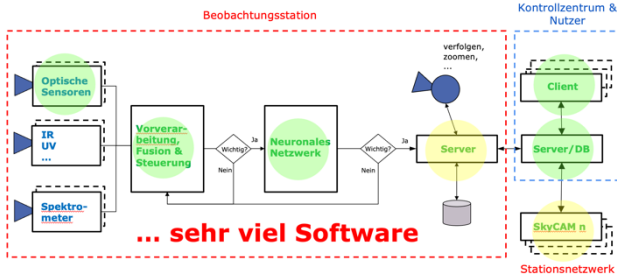 Beobachtungsstation
Kontrollzentrum &
Nutzer
verfolgen,
zoomen,
...
Optische
Sensoren
Client
IR
UV
...
Vorverar-
beitung,
Fusion &
Steuerung
Wichtig?
Ja
Nein
Neuronales
Netzwerk
Wichtig?
Ja
Nein
Server
Server/DB
Spektro-
meter
... sehr viel Software
SkyCAM n
Stationsnetzwerk